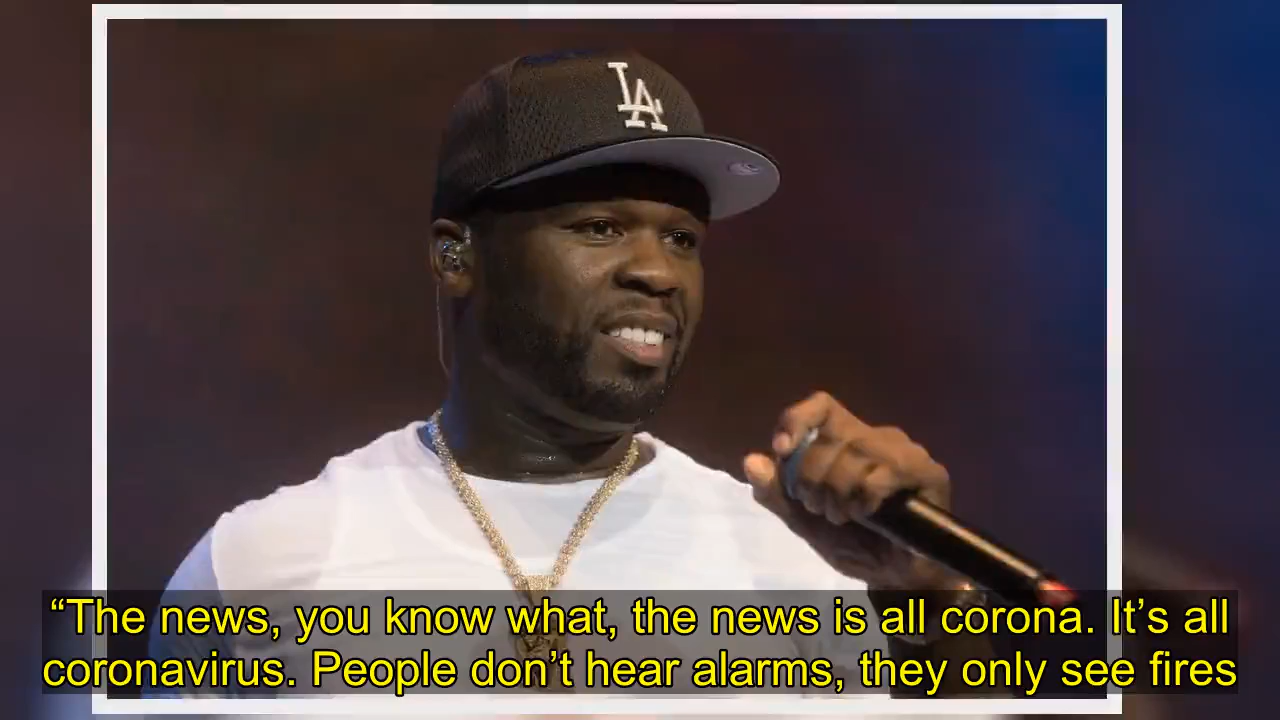 LA
“The news, you know what, the news is all corona. It’s all
coronavirus. People don’t hear alarms, they only see fires